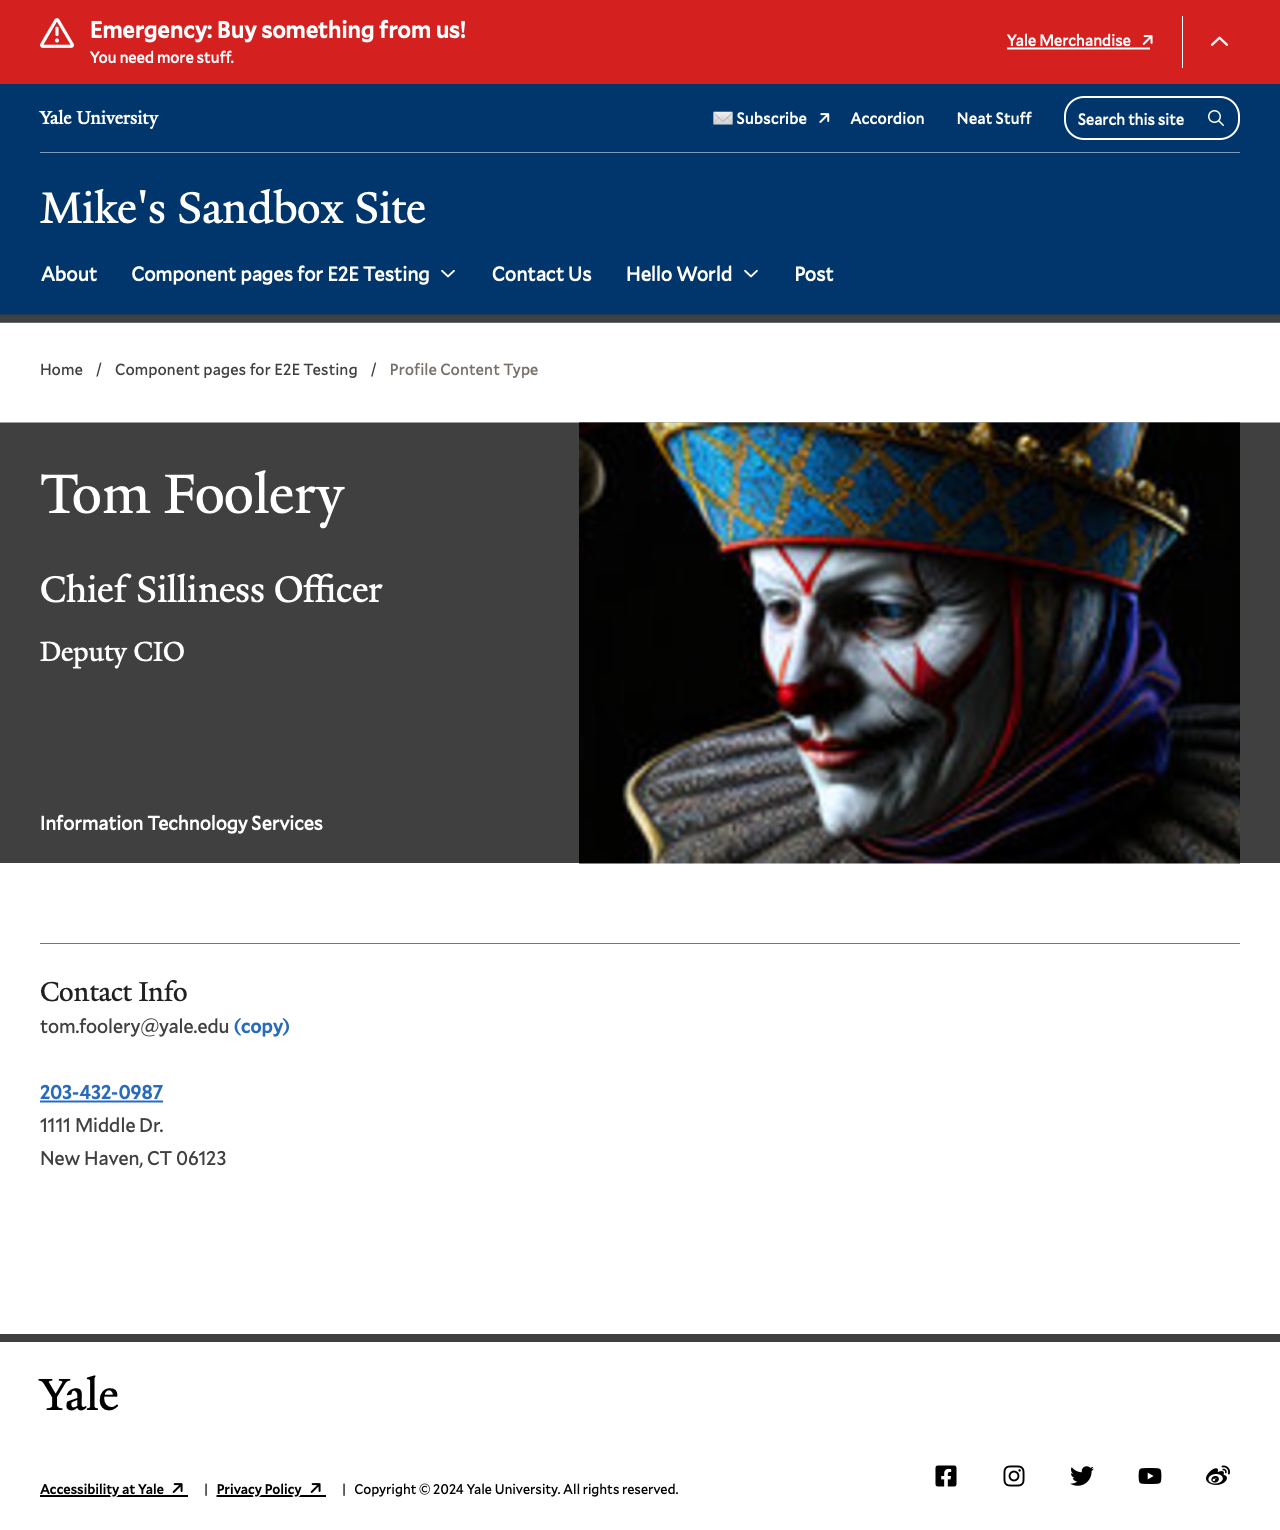 Emergency: Buy something from us!
You need more stuff.
Yale Merchandise
Yale University
Subscribe
Accordion
Neat Stuff
Search this site
Mike's Sandbox Site
About
Component pages for E2E Testing
Contact Us
Hello World
Post
Home / Component pages for E2E Testing / Profile Content Type
Tom Foolery
Chief Silliness Officer
Deputy CIO
Information Technology Services
Contact Info
tom.foolery@yale.edu (copy)
203-432-0987
1111 Middle Dr.
New Haven, CT 06123
Yale
Accessibility at Yale | Privacy Policy | Copyright © 2024 Yale University. All rights reserved.